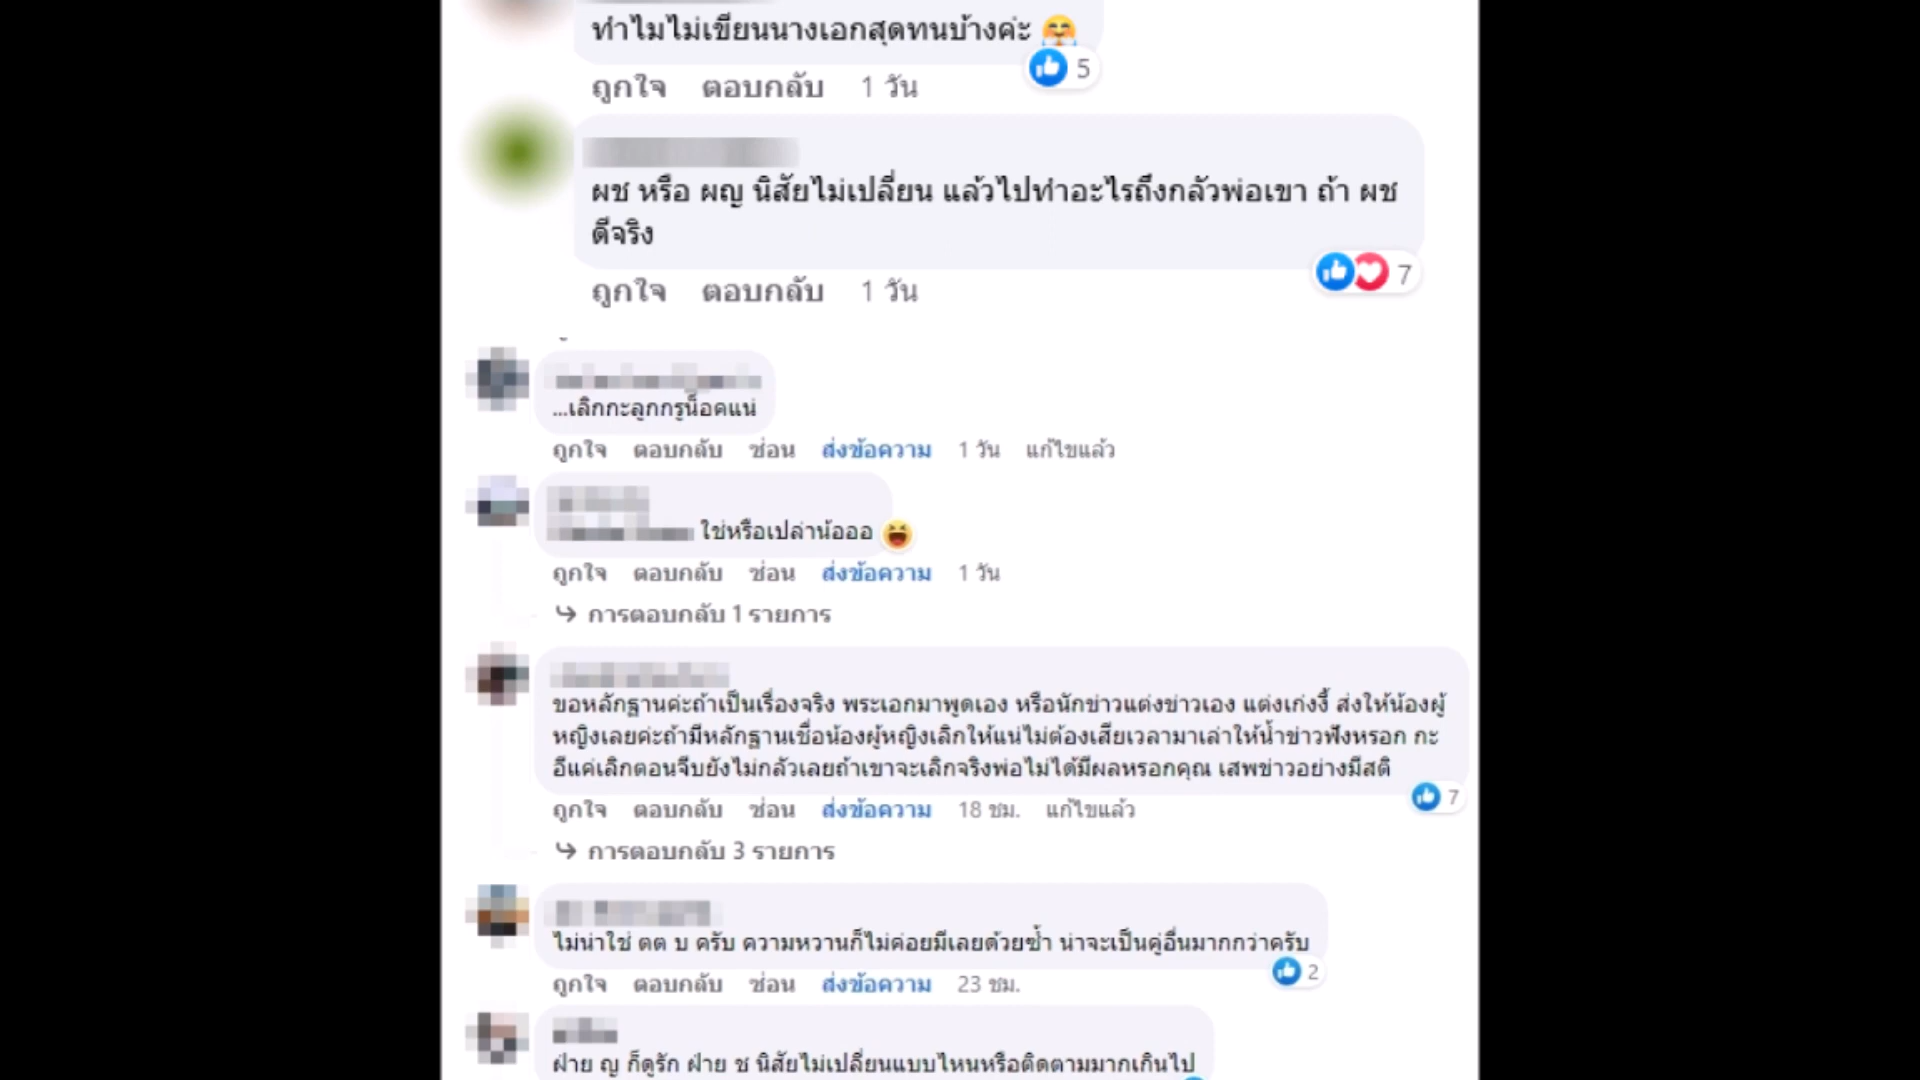 ทำไมไม่เขียนนางเอกสุดทนบ้างค่ะ
5
ถูกใจ ตอบกลับ 1 วัน
ผช หรือ ผญ นิสัยไม่เปลี่ยน แล้วไปทำอะไรถึงกลัวพ่อเขา ถ้า ผช
ดีจริง
7
ถูกใจ ตอบกลับ 1 วัน
...เลิกกะลูกกรูน็อคแน่
ถูกใจ ตอบกลับ ซ่อน ส่งข้อความ 1 วัน แก้ไขแล้ว
ใช่หรือเปล่าน้อออ
ถูกใจ ตอบกลับ ซ่อน ส่งข้อความ 1 วัน
การตอบกลับ 1 รายการ
ขอหลักฐานค่ะถ้าเป็นเรื่องจริง พระเอกมาพูดเอง หรือนักข่าวแต่งข่าวเอง แต่งเก่งงี้ ส่งให้น้องผู้
หญิงเลยค่ะถ้ามีหลักฐานเชื่อน้องผู้หญิงเลิกให้แน่ไม่ต้องเสียเวลามาเล่าให้น้ำข่าวฟังหรอก กะ
อีแค่เลิกตอนจีบยังไม่กลัวเลยถ้าเขาจะเลิกจริงพ่อไม่ได้มีผลหรอกคุณ เสพข่าวอย่างมีสติ
7
ถูกใจ ตอบกลับ ซ่อน ส่งข้อความ 18 ชม. แก้ไขแล้ว
การตอบกลับ 3 รายการ
ไม่น่าใช่ ตต บ ครับ ความหวานก็ไม่ค่อยมีเลยด้วยซ้ำ น่าจะเป็นคู่อื่นมากกว่าครับ
2
ถูกใจ ตอบกลับ ซ่อน ส่งข้อความ 23 ชม.
ฝ่าย ญ ก็ดูรัก ฝ่าย ช นิสัยไม่เปลี่ยนแบบไหนหรือติดตามมากเกินไป